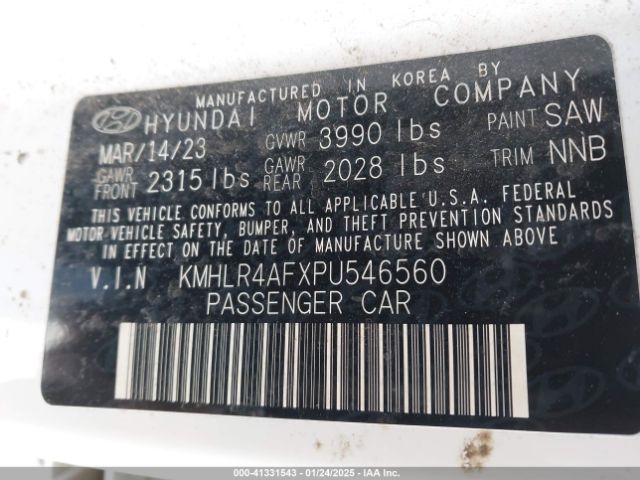 MANUFACTURED IN KOREA BY
HYUNDAI MOTOR COMPANY
MAR/14/23 GVWR 3990 lbs PAINT SAW
GAWR FRONT 2315 lbs GAWR REAR 2028 lbs TRIM NNB
THIS VEHICLE CONFORMS TO ALL APPLICABLE U.S.A. FEDERAL
MOTOR VEHICLE SAFETY, BUMPER, AND THEFT PREVENTION STANDARDS
IN EFFECT ON THE DATE OF MANUFACTURE SHOWN ABOVE.
V.I.N KMHLR4AFXPU546560
PASSENGER CAR
OWNER: 41331543 - 01/24/2025 - IAA Inc.